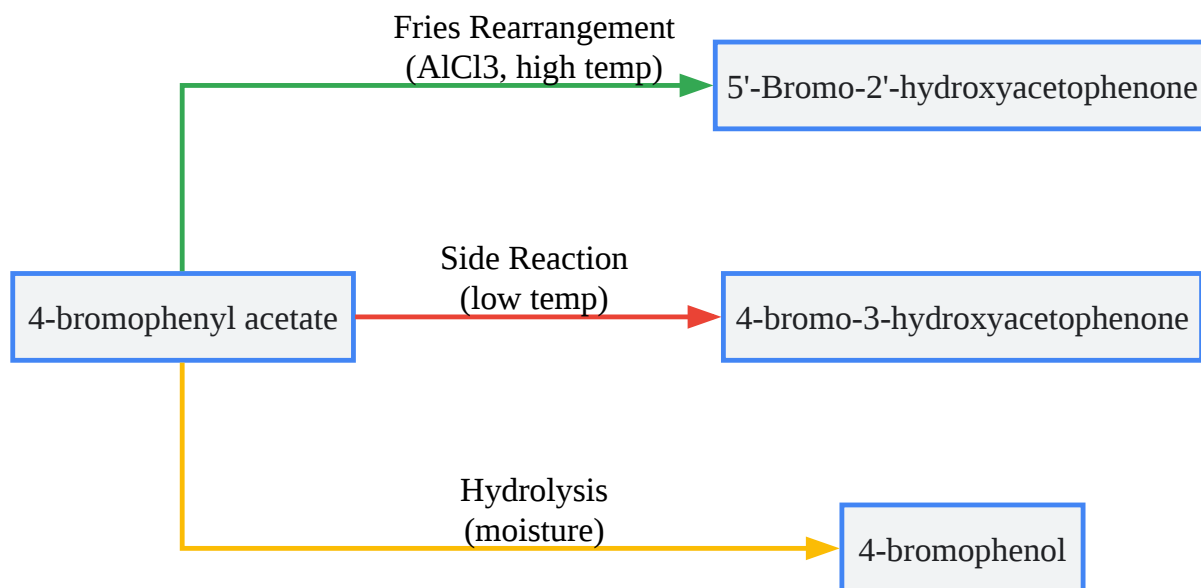 Fries Rearrangement
(AlCl3, high temp)
5'-Bromo-2'-hydroxyacetophenone
Side Reaction
(low temp)
4-bromophenyl acetate
4-bromo-3-hydroxyacetophenone
Hydrolysis
(moisture)
4-bromophenol